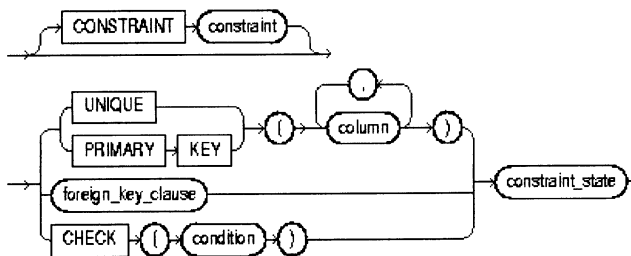 CONSTRAINT constraint
,
UNIQUE
( column )
PRIMARY KEY
foreign_key_clause
constraint_state
CHECK ( condition )